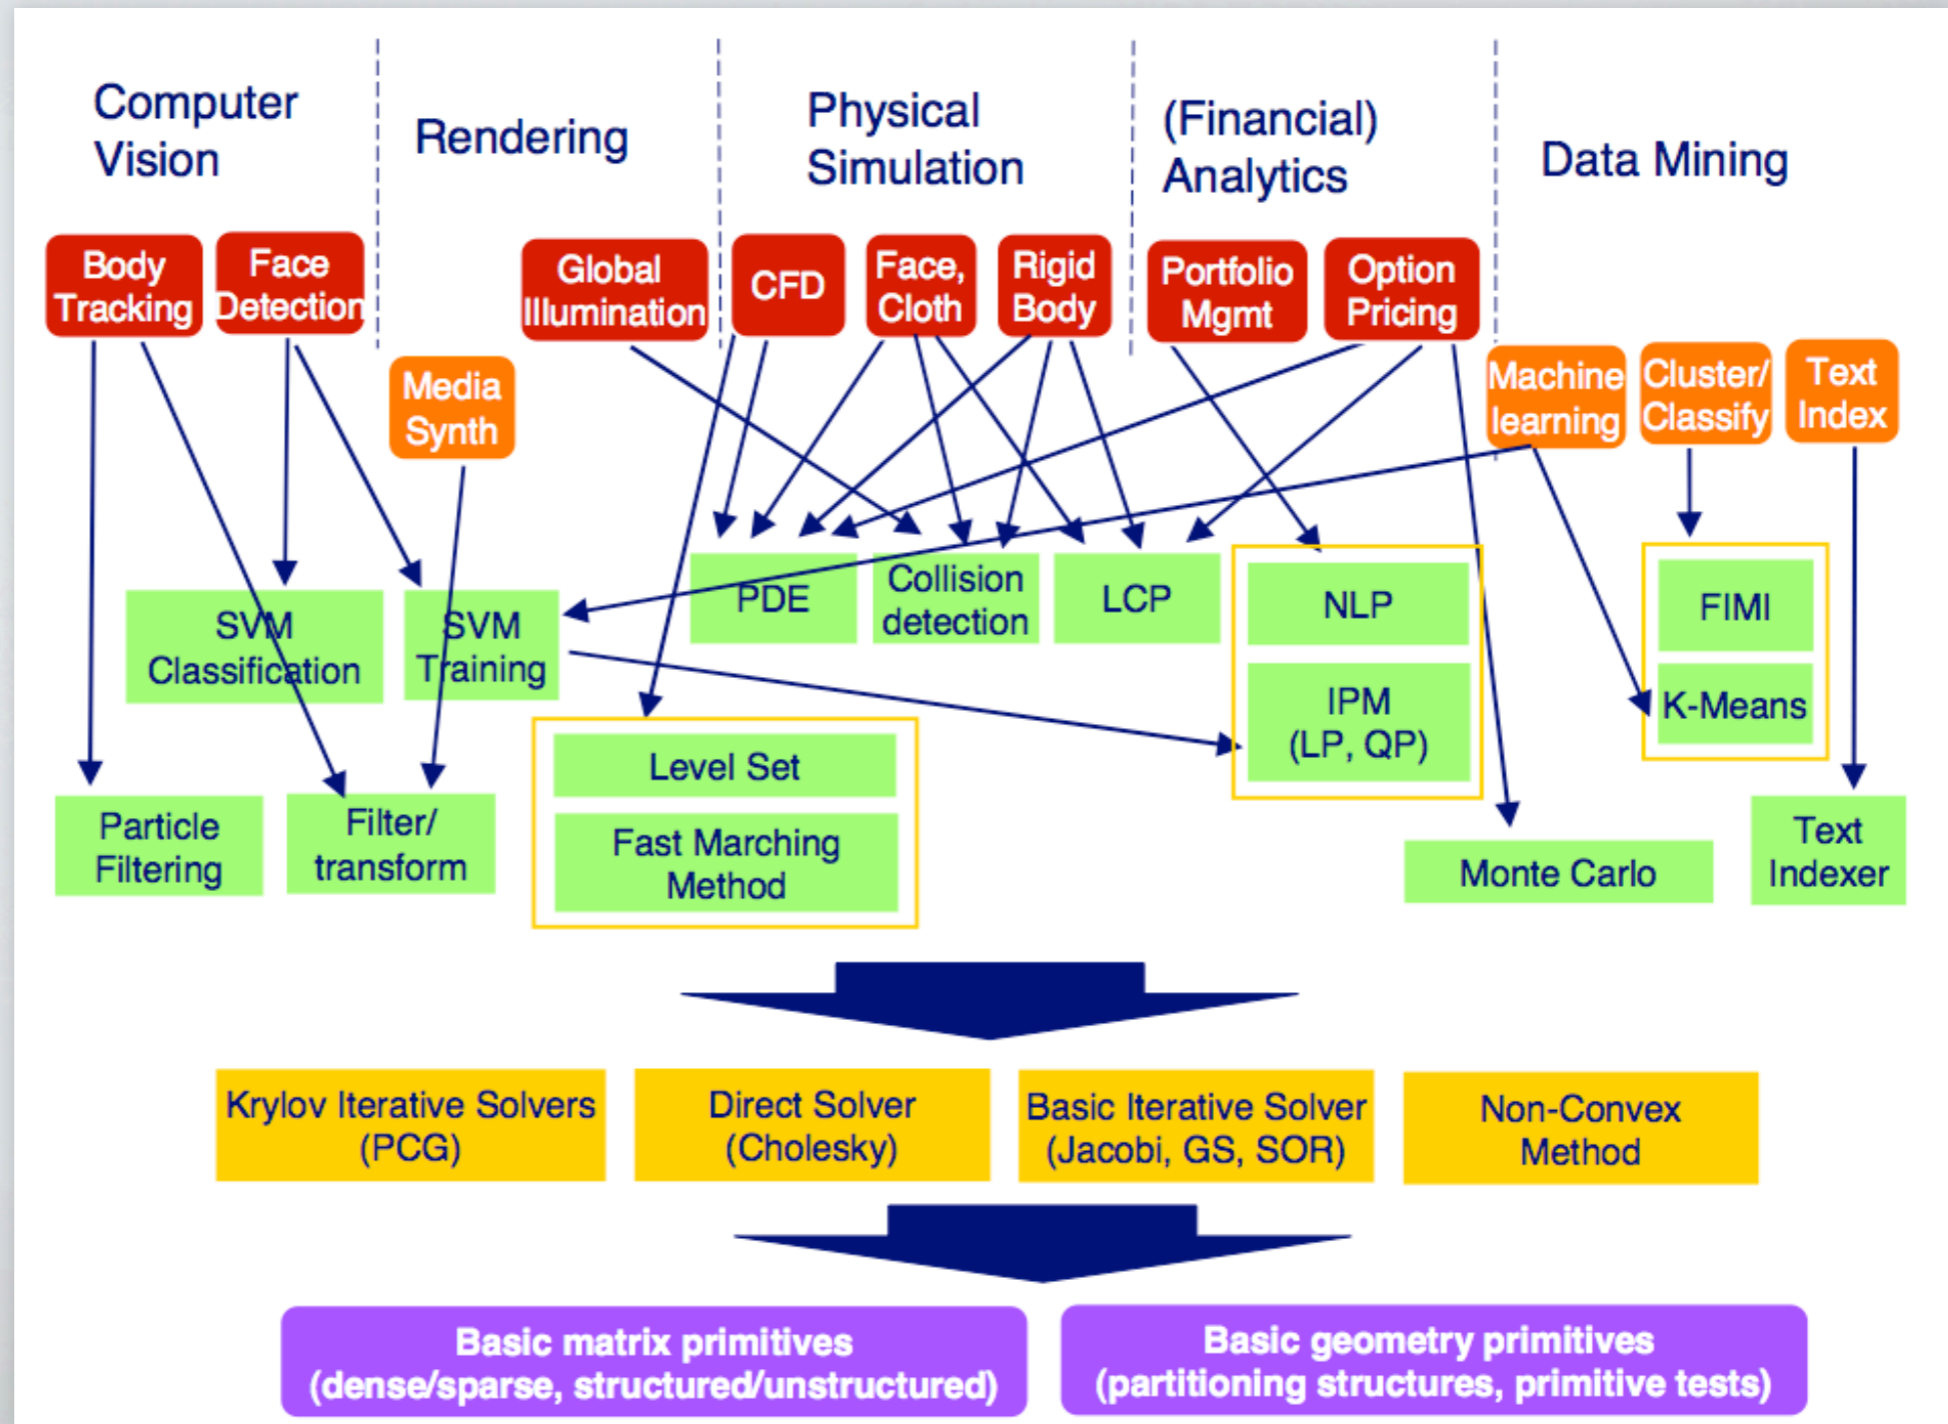 Computer
Vision
Rendering
Physical
Simulation
(Financial)
Analytics
Data Mining
Body
Tracking
Face
Detection
Global
Illumination
CFD
Face,
Cloth
Rigid
Body
Portfolio
Mgmt
Option
Pricing
Media
Synth
Machine
learning
Cluster/
Classify
Text
Index
SVM
Classification
SVM
Training
PDE
Collision
detection
LCP
NLP
IPM
(LP, QP)
FIMI
K-Means
Level Set
Fast Marching
Method
Particle
Filtering
Filter/
transform
Monte Carlo
Text
Indexer
Krylov Iterative Solvers
(PCG)
Direct Solver
(Cholesky)
Basic Iterative Solver
(Jacobi, GS, SOR)
Non-Convex
Method
Basic matrix primitives
(dense/sparse, structured/unstructured)
Basic geometry primitives
(partitioning structures, primitive tests)